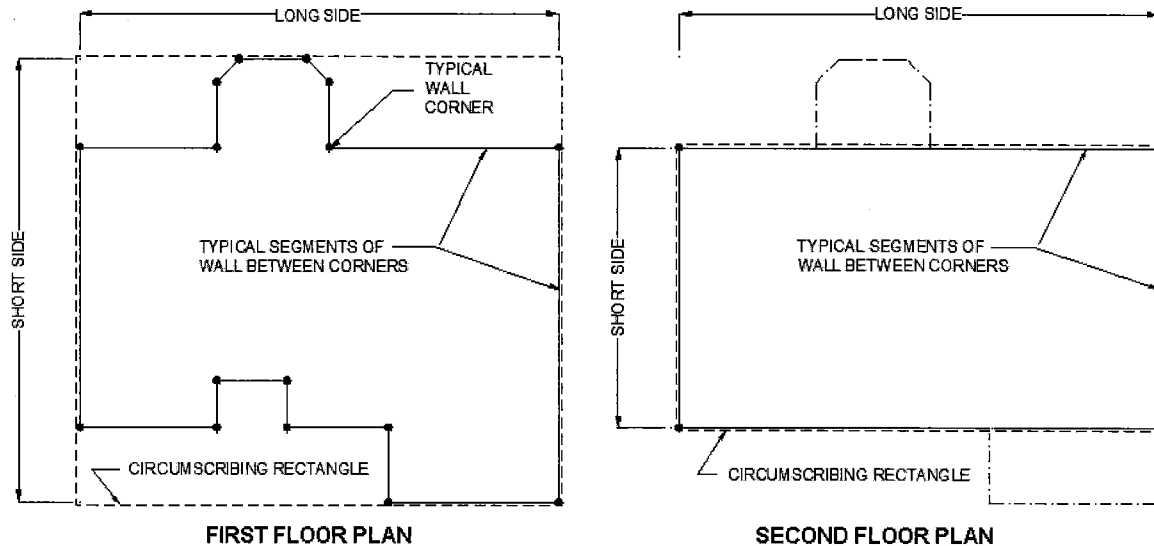 LONG SIDE
TYPICAL
WALL
CORNER
SHORT SIDE
TYPICAL SEGMENTS OF
WALL BETWEEN CORNERS
CIRCUMSCRIBING RECTANGLE
FIRST FLOOR PLAN
LONG SIDE
SHORT SIDE
TYPICAL SEGMENTS OF
WALL BETWEEN CORNERS
CIRCUMSCRIBING RECTANGLE
SECOND FLOOR PLAN